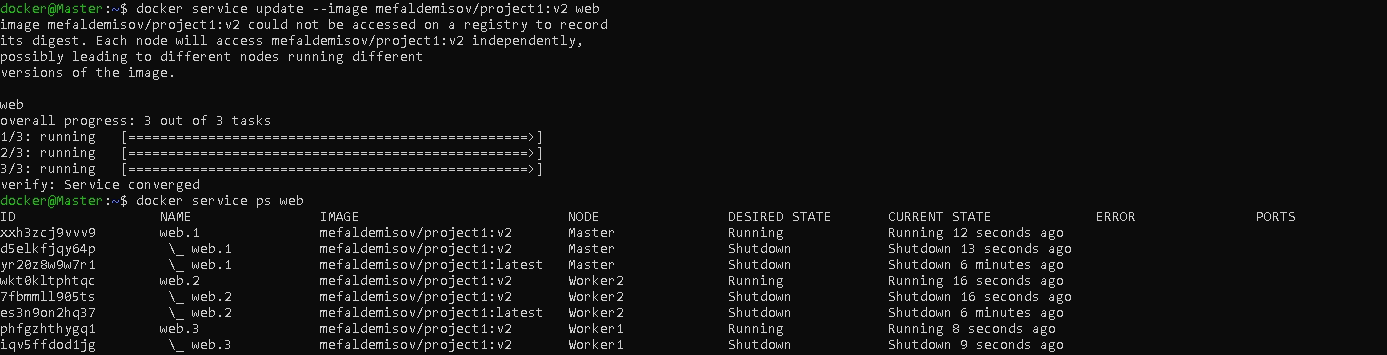 docker@Master:~$ docker service update --image mefaldemisov/project1:v2 web
image mefaldemisov/project1:v2 could not be accessed on a registry to record
its digest. Each node will access mefaldemisov/project1:v2 independently,
possibly leading to different nodes running different
versions of the image.
web
overall progress: 3 out of 3 tasks
1/3: running   [==================================================>]
2/3: running   [==================================================>]
3/3: running   [==================================================>]
verify: Service converged
docker@Master:~$ docker service ps web
ID                  NAME                IMAGE                          NODE                DESIRED STATE       CURRENT STATE             ERROR               PORTS
xxh3zcj9vvv9        web.1               mefaldemisov/project1:v2       Master              Running             Running 12 seconds ago
d5elkfjqy64p         \_ web.1           mefaldemisov/project1:v2       Master              Shutdown            Shutdown 13 seconds ago
yr20z8w9w7r1         \_ web.1           mefaldemisov/project1:latest   Master              Shutdown            Shutdown 6 minutes ago
wkt0kltphtqc        web.2               mefaldemisov/project1:v2       Worker2             Running             Running 16 seconds ago
7fbmmll905ts         \_ web.2           mefaldemisov/project1:v2       Worker2             Shutdown            Shutdown 16 seconds ago
es3n9on2hq37         \_ web.2           mefaldemisov/project1:latest   Worker2             Shutdown            Shutdown 6 minutes ago
phfgzhthygq1        web.3               mefaldemisov/project1:v2       Worker1             Running             Running 8 seconds ago
iqv5ffdod1jg         \_ web.3           mefaldemisov/project1:v2       Worker1             Shutdown            Shutdown 9 seconds ago